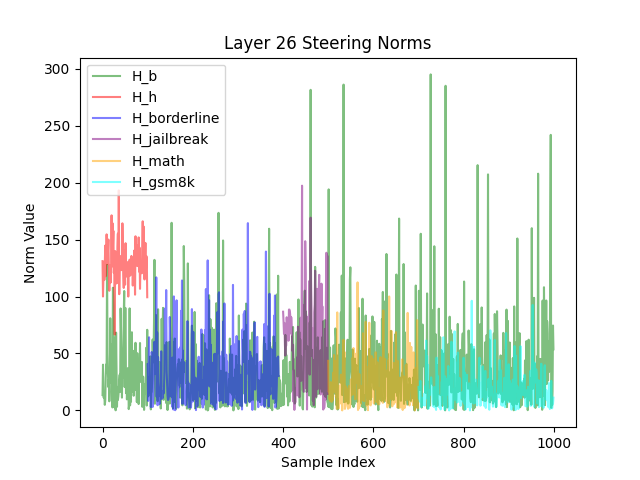 Layer 26 Steering Norms
H_b
H_h
H_borderline
H_jailbreak
H_math
H_gsm8k
300
250
200
150
100
50
0
Norm Value
0 200 400 600 800 1000
Sample Index